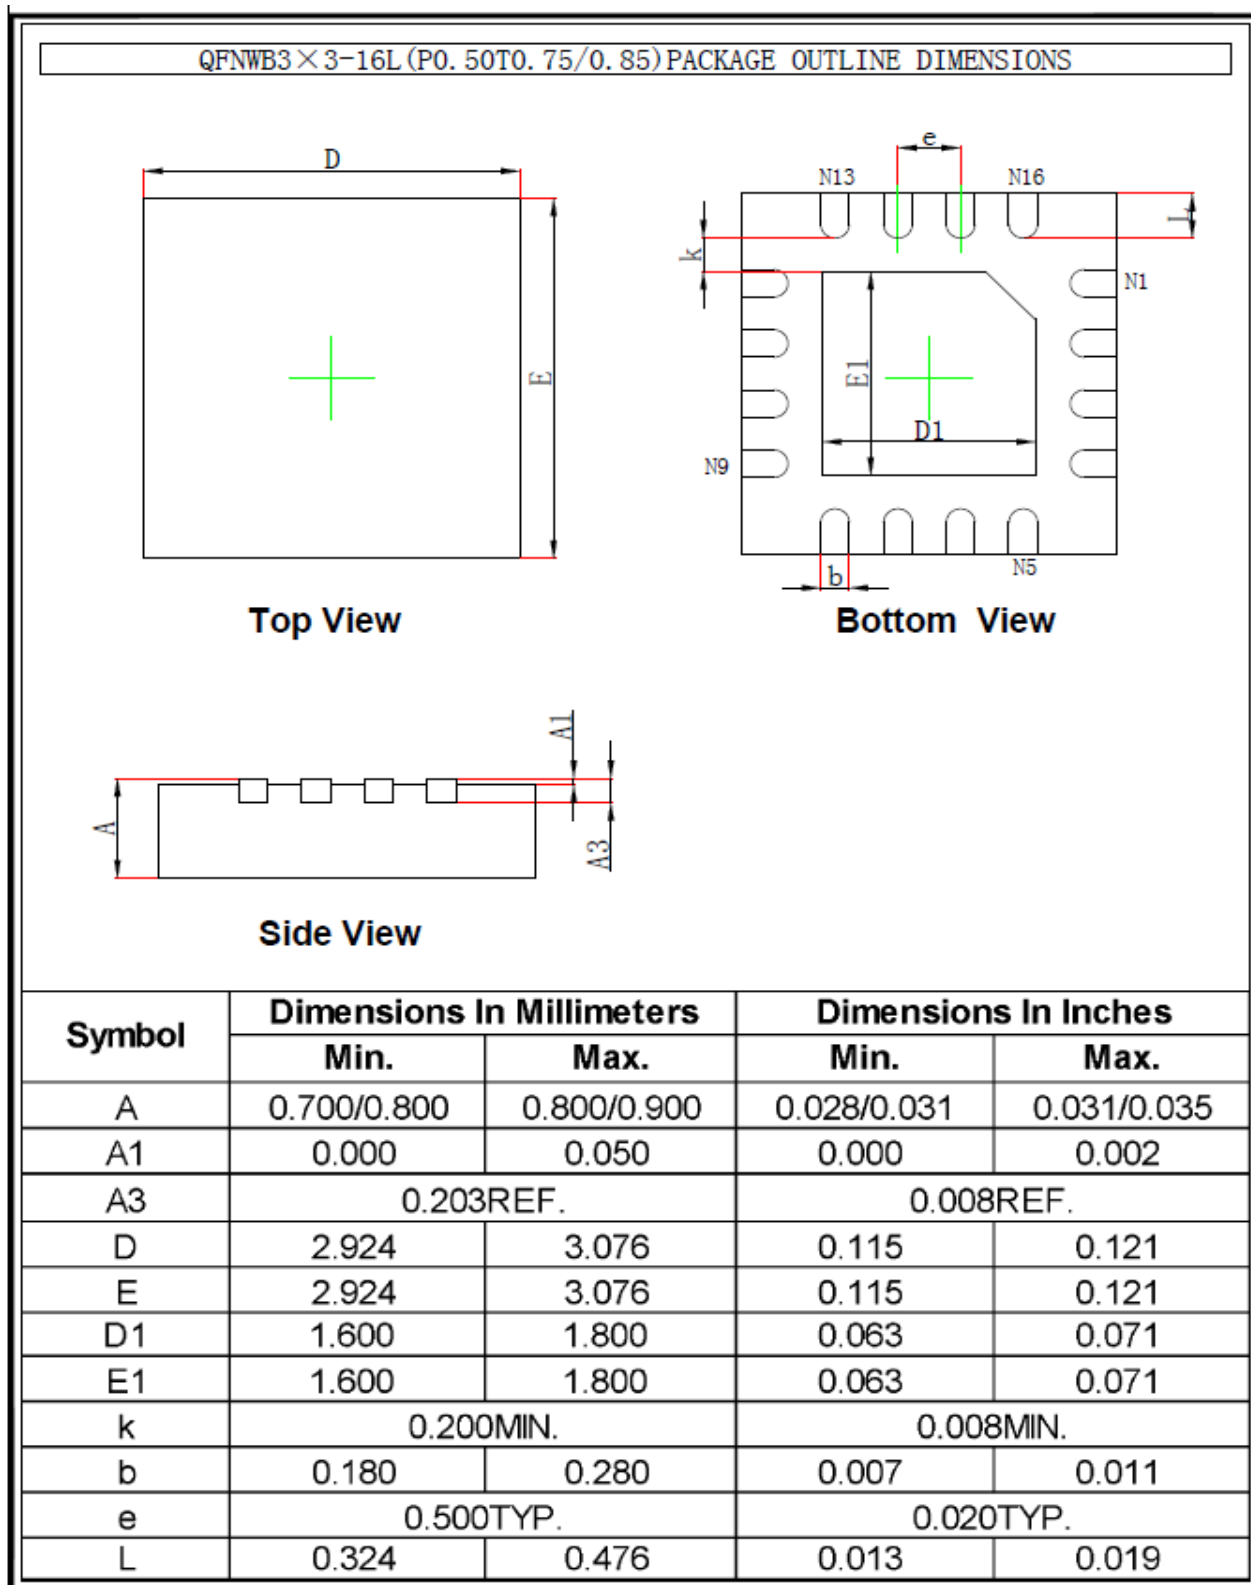 QFNWB3×3-16L(P0.50T0.75/0.85)PACKAGE OUTLINE DIMENSIONS
D
E
Top View
e
N13
N16
L
k
N1
E1
D1
N9
N5
b
Bottom View
A1
A
A3
Side View
Symbol Dimensions In Millimeters Dimensions In Inches
Min. Max. Min. Max.
A 0.700/0.800 0.800/0.900 0.028/0.031 0.031/0.035
A1 0.000 0.050 0.000 0.002
A3 0.203REF. 0.008REF.
D 2.924 3.076 0.115 0.121
E 2.924 3.076 0.115 0.121
D1 1.600 1.800 0.063 0.071
E1 1.600 1.800 0.063 0.071
k 0.200MIN. 0.008MIN.
b 0.180 0.280 0.007 0.011
e 0.500TYP. 0.020TYP.
L 0.324 0.476 0.013 0.019